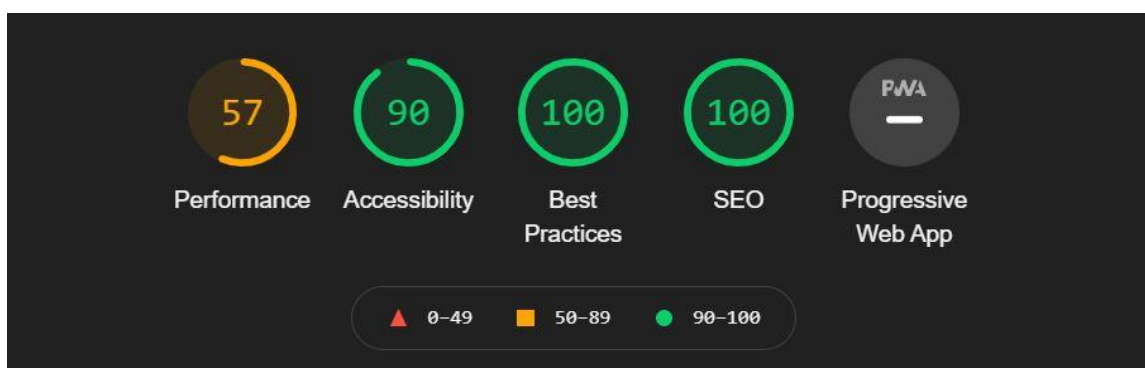 57
90
100
100
PWA
Performance
Accessibility
Best
Practices
SEO
Progressive
Web App
0–49
50–89
90–100